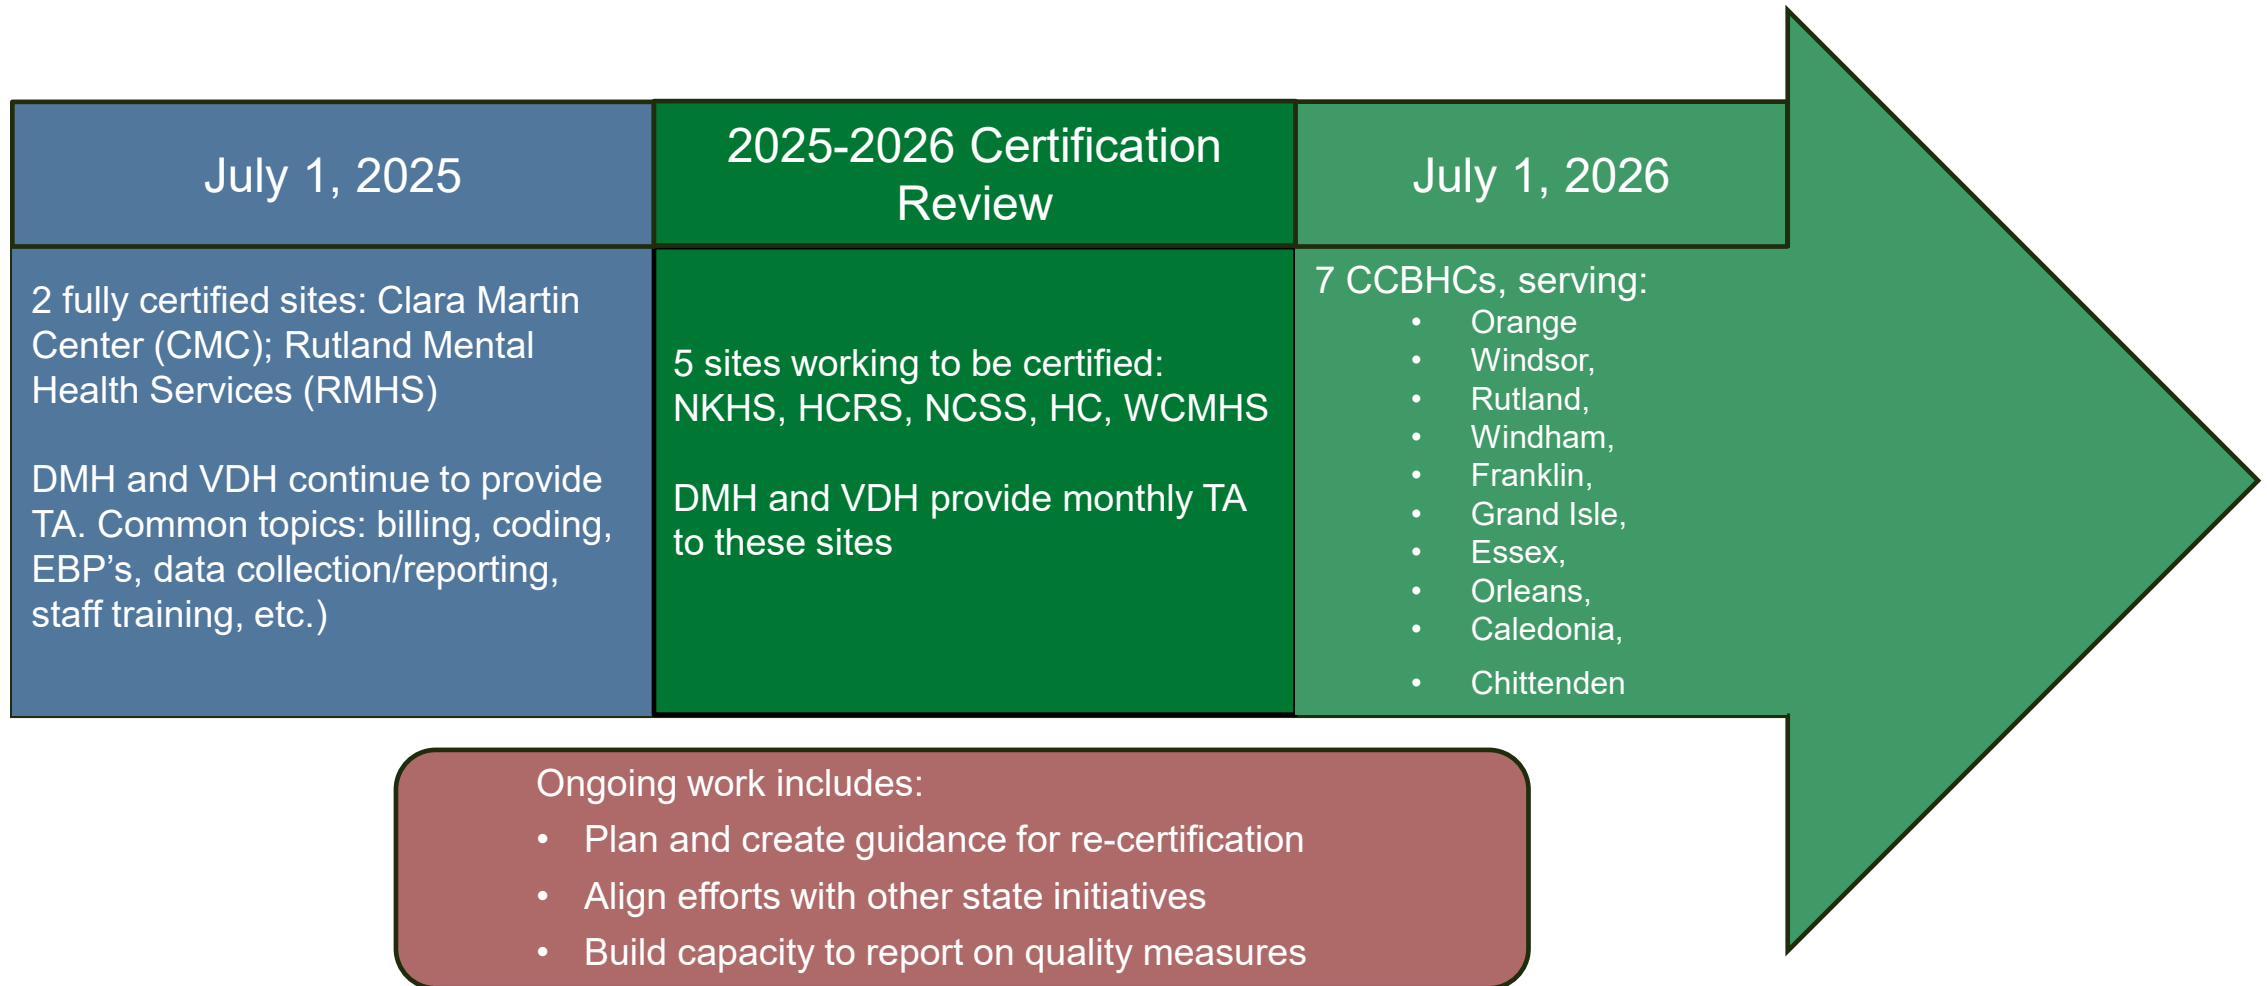 July 1, 2025
2025-2026 Certification
Review
July 1, 2026
2 fully certified sites: Clara Martin
Center (CMC); Rutland Mental
Health Services (RMHS)
DMH and VDH continue to provide
TA. Common topics: billing, coding,
EBP’s, data collection/reporting,
staff training, etc.)
5 sites working to be certified:
NKHS, HCRS, NCSS, HC, WCMHS
DMH and VDH provide monthly TA
to these sites
7 CCBHCs, serving:
• Orange
• Windsor,
• Rutland,
• Windham,
• Franklin,
• Grand Isle,
• Essex,
• Orleans,
• Caledonia,
• Chittenden
Ongoing work includes:
• Plan and create guidance for re-certification
• Align efforts with other state initiatives
• Build capacity to report on quality measures